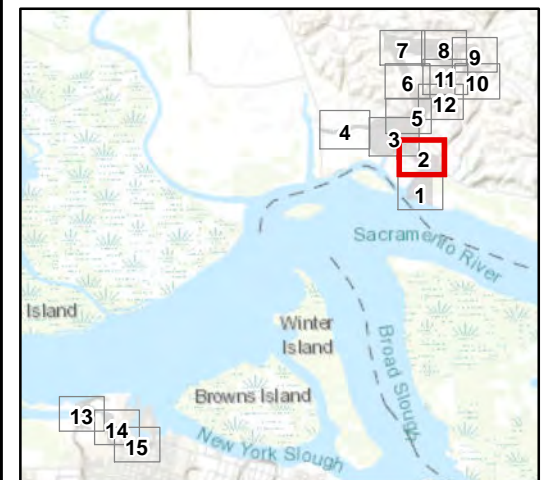 7 8 9
6 11 10
12
5
4 3
2
1
Sacramento
River
Island
Winter
Island
Broad Slough
Browns Island
13
14
15
New York Slough